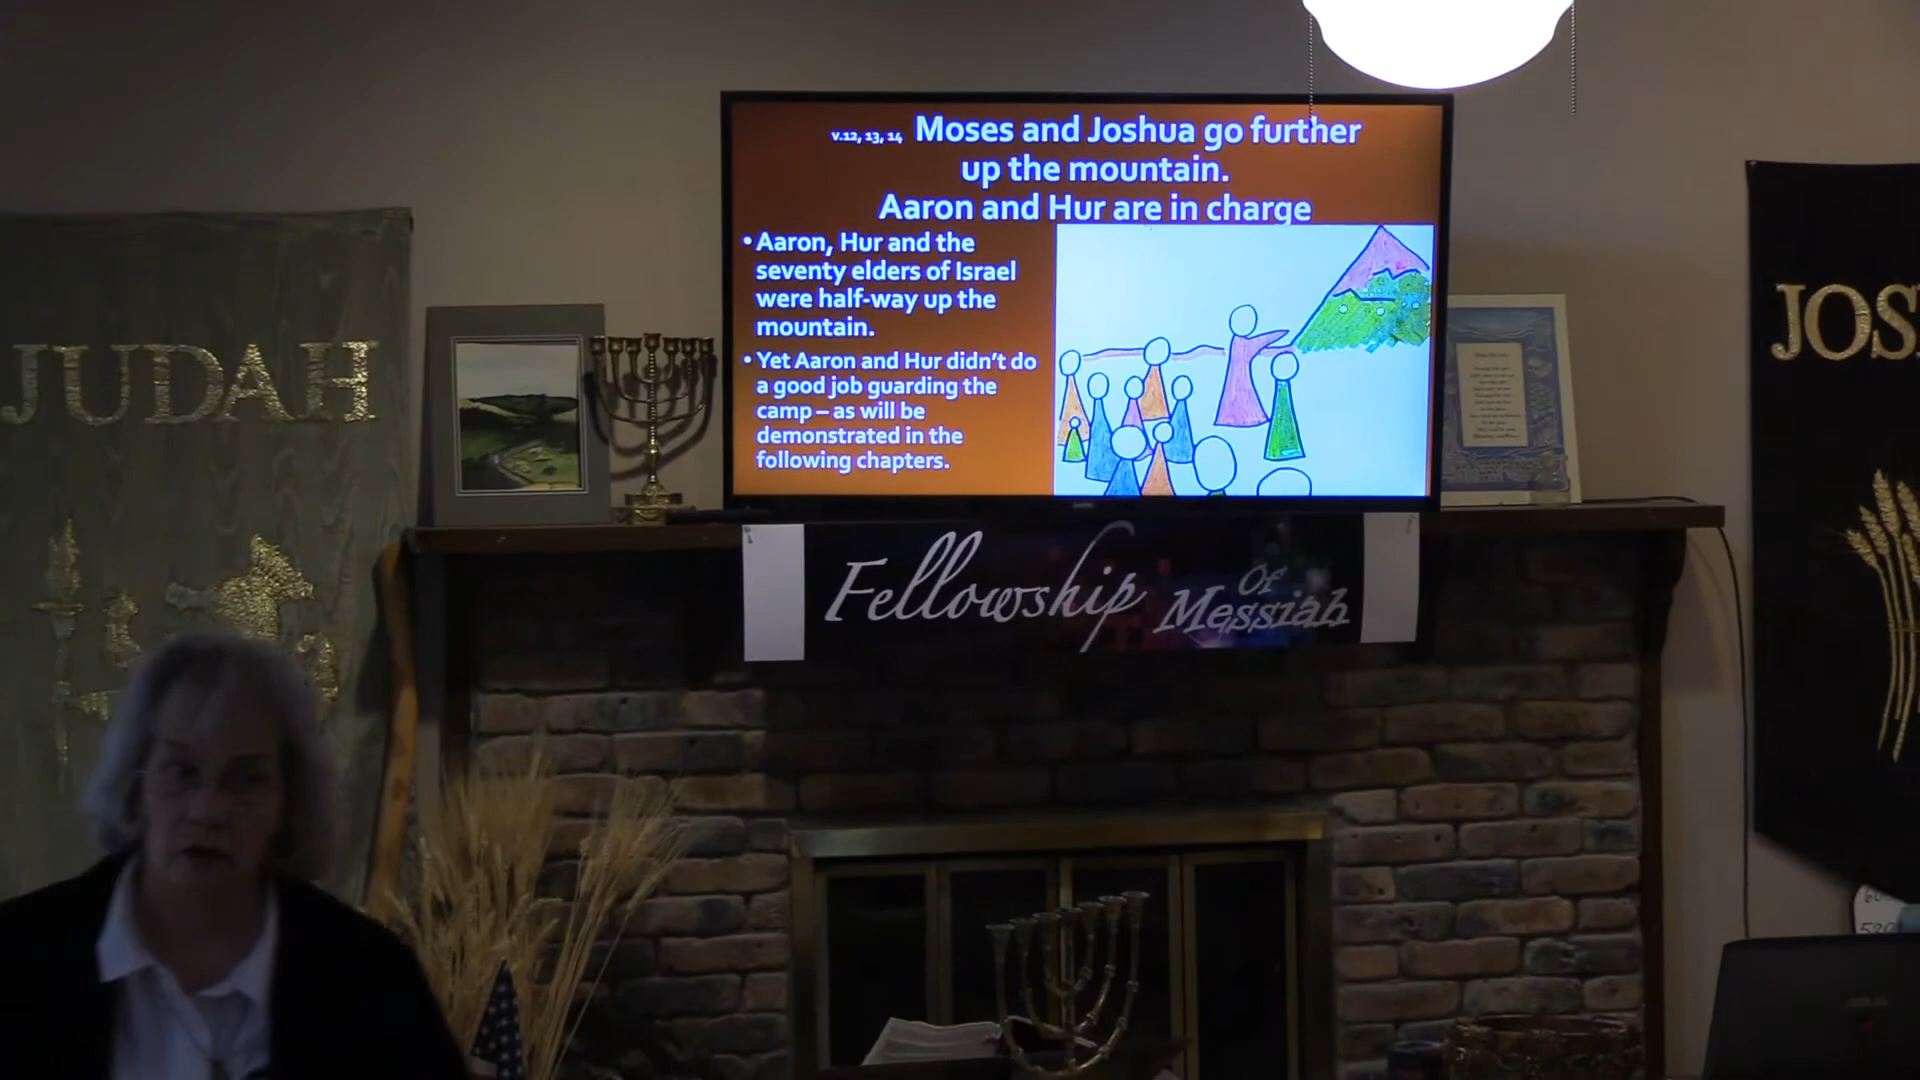 v.12, 13, 14 Moses and Joshua go further
up the mountain.
Aaron and Hur are in charge
• Aaron, Hur and the
seventy elders of Israel
were half-way up the
mountain.
• Yet Aaron and Hur didn't do
a good job guarding the
camp – as will be
demonstrated in the
following chapters.
JUDAH
JOS
Fellowship
Of
Messiah